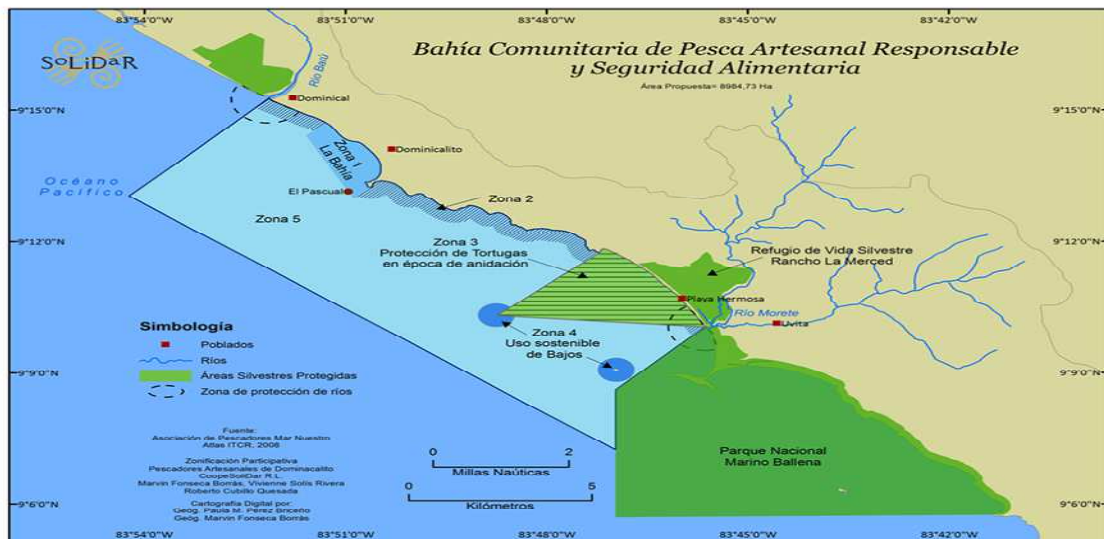 83°54'0"W 83°51'0"W 83°48'0"W 83°45'0"W 83°42'0"W
SoLiDaR
Bahía Comunitaria de Pesca Artesanal Responsable
y Seguridad Alimentaria
Área Propuesta= 8984,73 Ha
Río Barú
Dominical
9°15'0"N 9°15'0"N
Zona 1
La Bahía
Dominicalito
Océano
Pacífico
El Pascual
Zona 2
Zona 5
9°12'0"N 9°12'0"N
Zona 3
Protección de Tortugas
en época de anidación
Refugio de Vida Silvestre
Rancho La Merced
Playa Hermosa
Río Morete
Uvita
Zona 4
Uso sostenible
de Bajos
9°9'0"N 9°9'0"N
Simbología
Poblados
Ríos
Áreas Silvestres Protegidas
Zona de protección de ríos
Fuente:
Asociación de Pescadores Mar Nuestro
Atlas ITCR, 2008
Zonificación Participativa
Pescadores Artesanales de Dominacalito
CoopeSoliDar R.L.
Marvin Fonseca Borrás, Vivienne Solís Rivera
Roberto Cubillo Quesada
Cartografía Digital por:
Geóg. Paula M. Pérez Briceño
Geóg. Marvin Fonseca Borrás
0 2
Millas Naúticas
0 5
Kilómetros
Parque Nacional
Marino Ballena
9°6'0"N 9°6'0"N
83°54'0"W 83°51'0"W 83°48'0"W 83°45'0"W 83°42'0"W